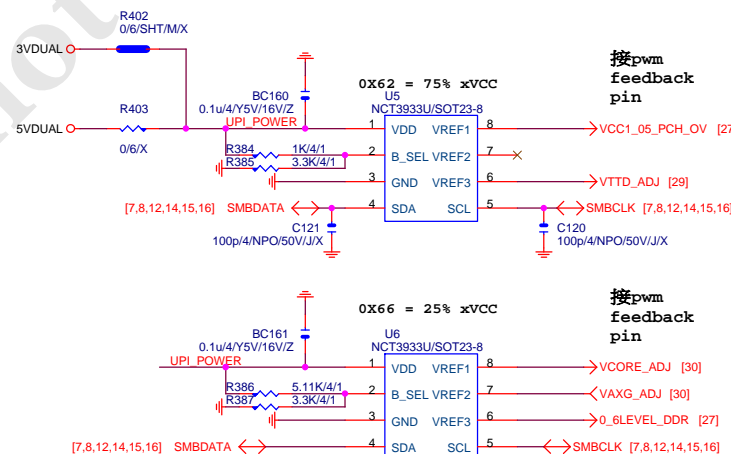 R402
0/6/SHT/M/X
3VDUAL
R403
5VDUAL
0/6/X
BC160
0.1u/4/Y5V/16V/Z
UPI_POWER
0X62 = 75% xVCC
U5
NCT3933U/SOT23-8
接pwm
feedback
pin
1 VDD VREF1 8
VCC1_05_PCH_OV [27
R384 1K/4/1
2 B_SEL VREF2 7
R385 3.3K/4/1
3 GND VREF3 6
VTTD_ADJ [29]
[7,8,12,14,15,16] SMBDATA
4 SDA SCL 5
SMBCLK [7,8,12,14,15,16]
C121
100p/4/NPO/50V/J/X
C120
100p/4/NPO/50V/J/X
BC161
0.1u/4/Y5V/16V/Z
UPI_POWER
0X66 = 25% xVCC
U6
NCT3933U/SOT23-8
接pwm
feedback
pin
1 VDD VREF1 8
VCORE_ADJ [30]
R386 5.11K/4/1
2 B_SEL VREF2 7
VAXG_ADJ [30]
R387 3.3K/4/1
3 GND VREF3 6
0_6LEVEL_DDR [27]
[7,8,12,14,15,16] SMBDATA
4 SDA SCL 5
SMBCLK [7,8,12,14,15,16]